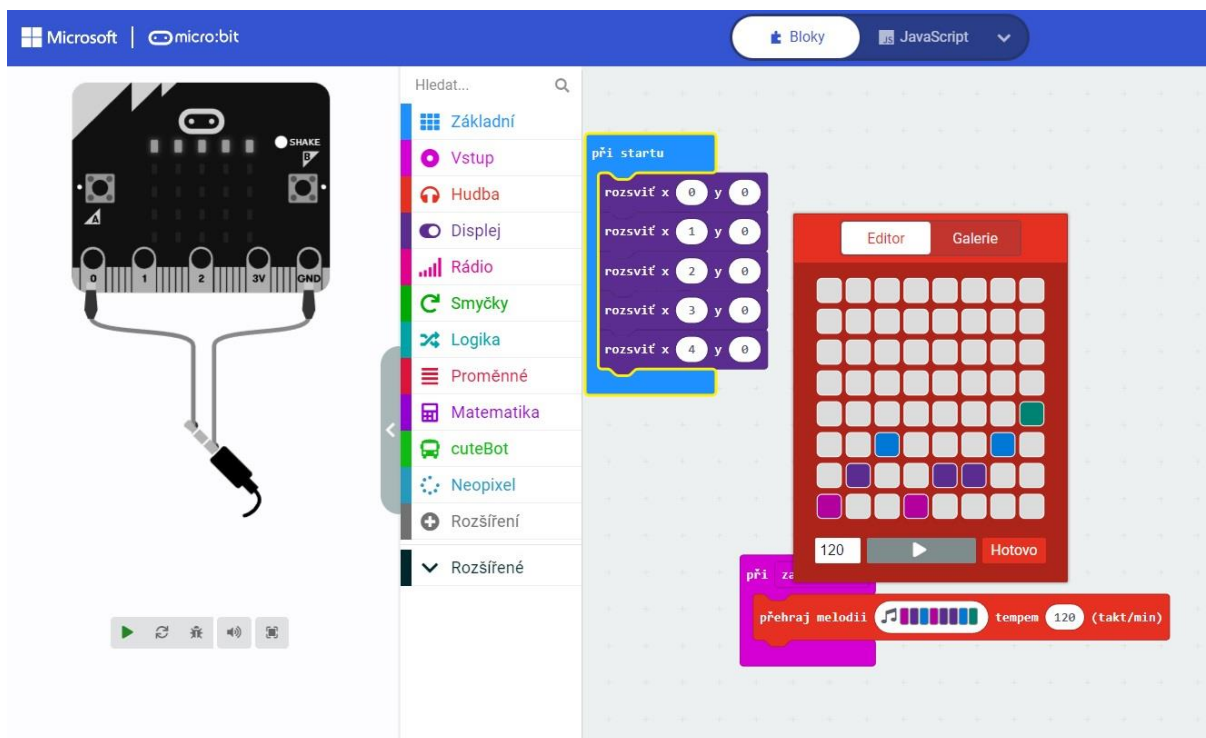 Microsoft | micro:bit
Bloky
JS JavaScript
SHAKE
B
A
0 1 2 3V GND
Hledat...
Základní
Vstup
Hudba
Displej
Rádio
Smyčky
Logika
Proměnné
Matematika
cuteBot
Neopixel
Rozšíření
Rozšířené
při startu
rozsviť x 0 y 0
rozsviť x 1 y 0
rozsviť x 2 y 0
rozsviť x 3 y 0
rozsviť x 4 y 0
Editor Galerie
120 Hotovo
při za
přehraj melodii tempem 120 (takt/min)